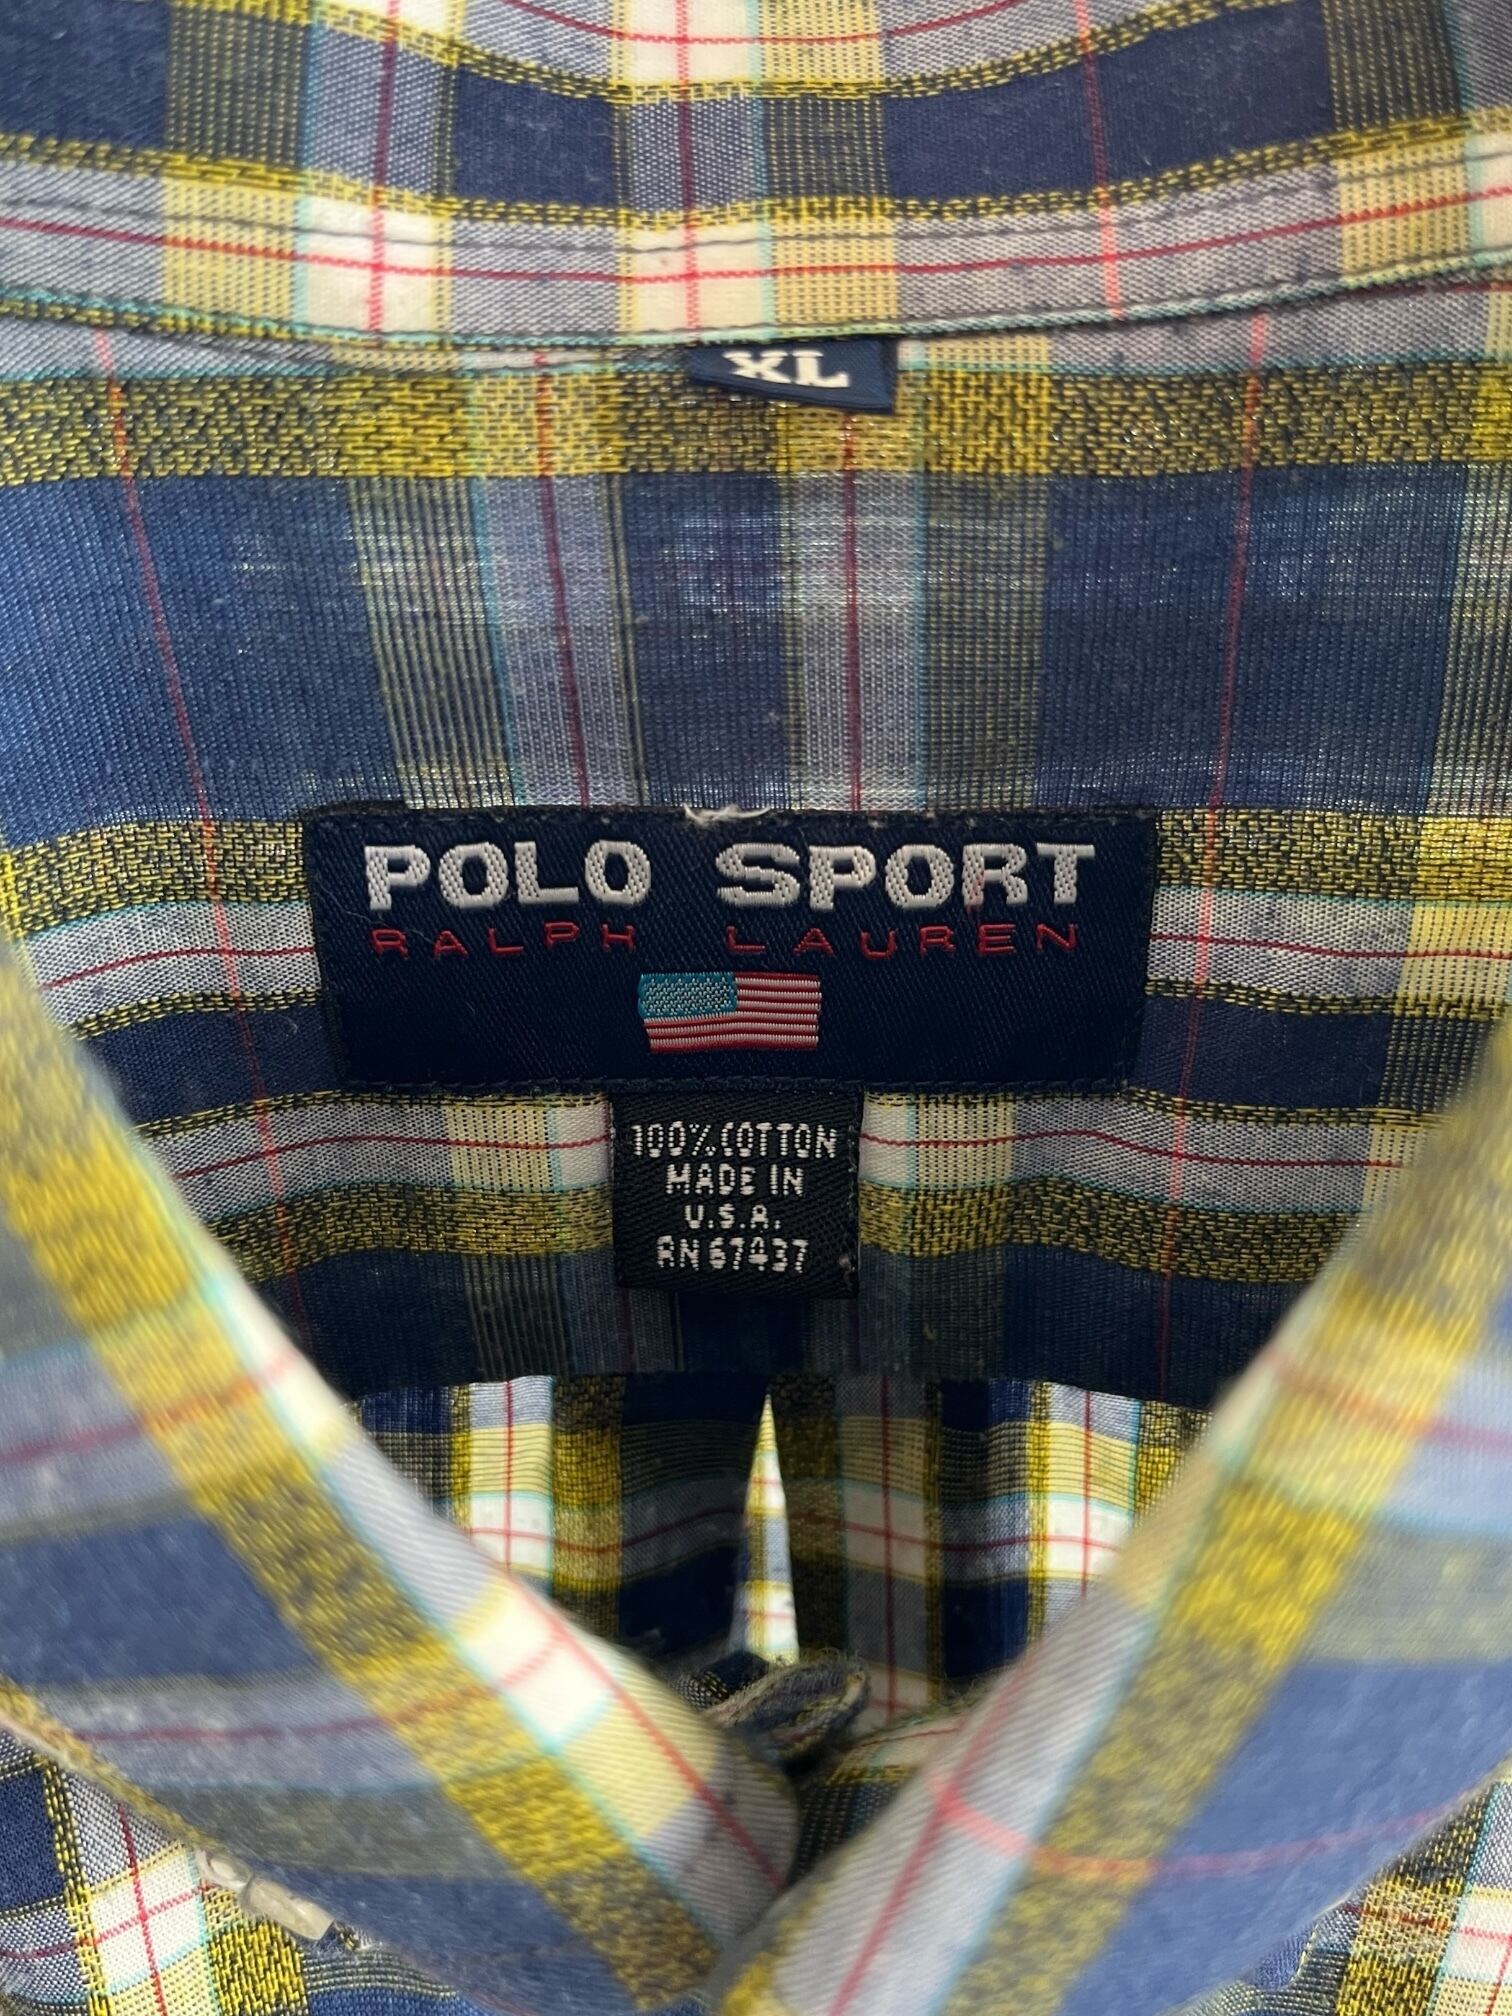 XL
POLO SPORT
RALPH LAUREN
100% COTTON
MADE IN
U.S.A.
RN 67437